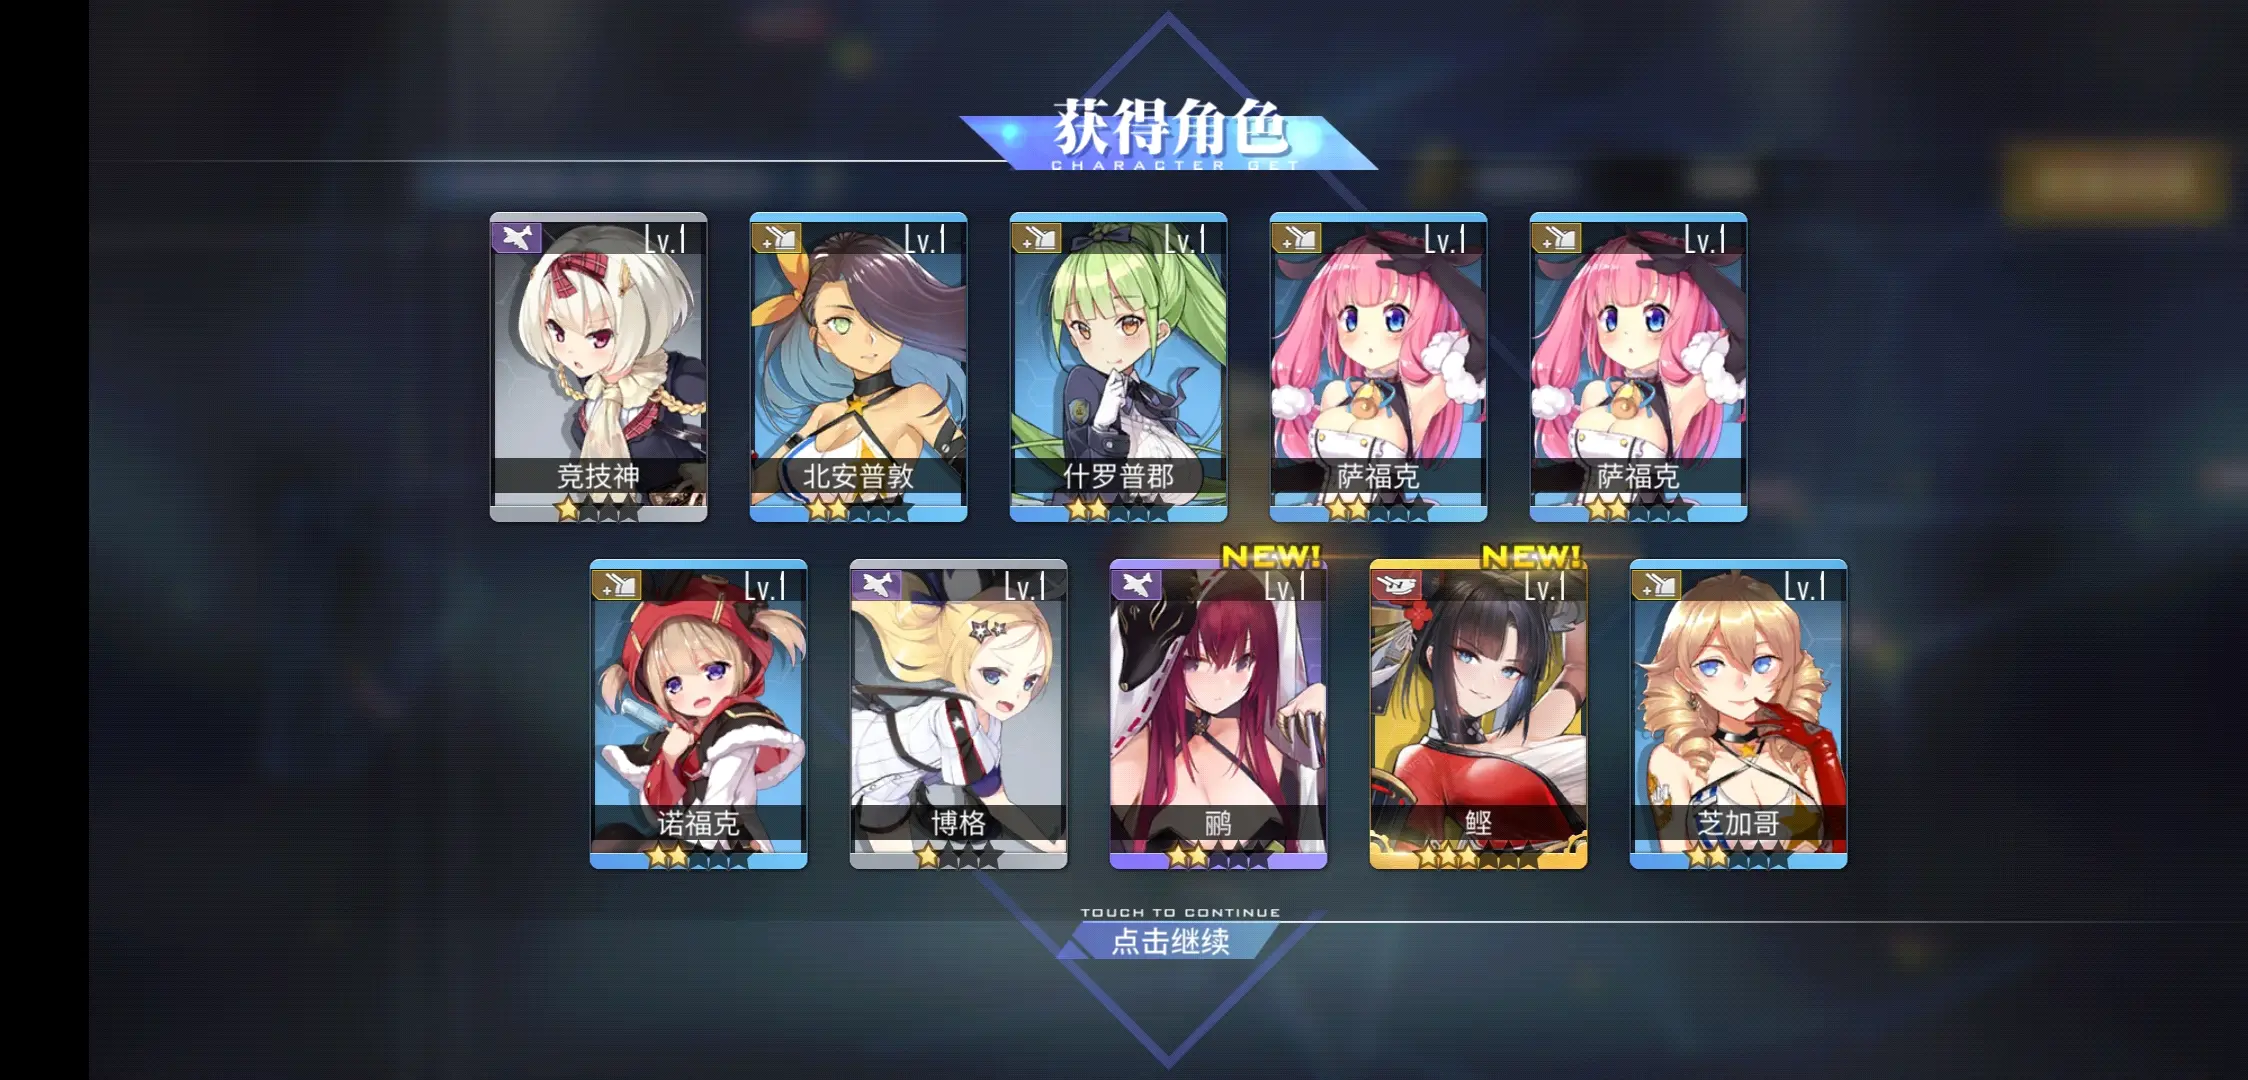 获得角色
CHARACTER GET
Lv.1
Lv.1
Lv.1
Lv.1
Lv.1
竞技神
北安普敦
什罗普郡
萨福克
萨福克
NEW!
NEW!
Lv.1
Lv.1
Lv.1
Lv.1
Lv.1
诺福克
博格
鹂
鲣
芝加哥
TOUCH TO CONTINUE
点击继续